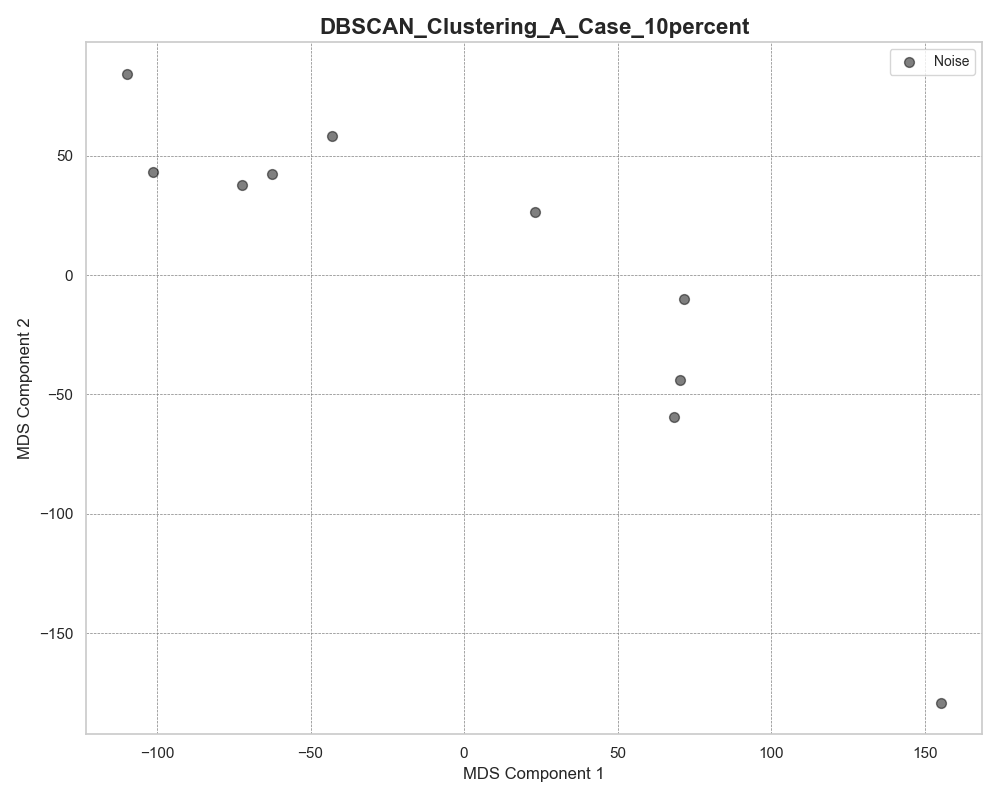 DBSCAN_Clustering_A_Case_10percent
Noise
50
0
−50
−100
−150
MDS Component 2
−100 −50 0 50 100 150
MDS Component 1